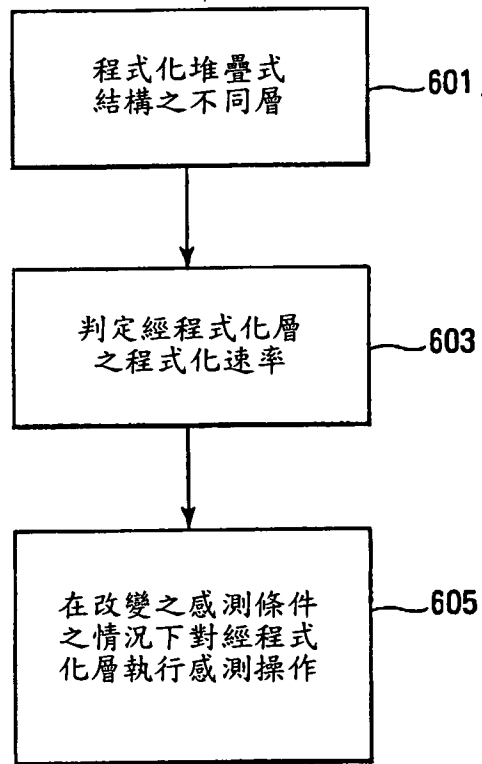 程式化堆疊式
結構之不同層
601
判定經程式化層
之程式化速率
603
在改變之感測條件
之情況下對經程式
化層執行感測操作
605